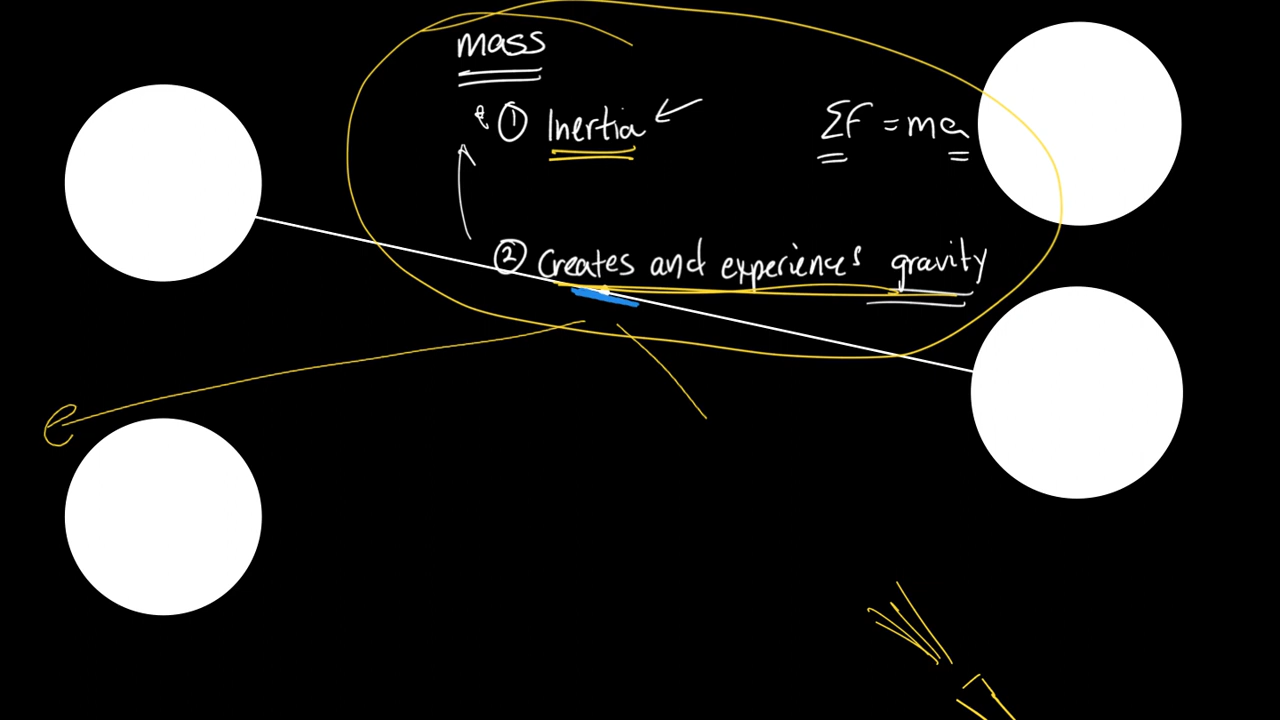 mass
① Inertia
ΣF = ma
② Creates and experiences gravity
e